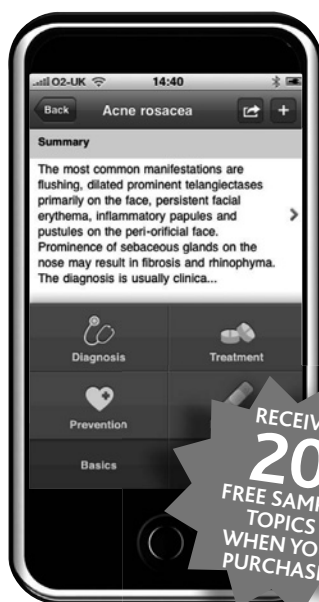 O2-UK 14:40
Back Acne rosacea +
Summary
The most common manifestations are
flushing, dilated prominent telangiectases
primarily on the face, persistent facial
erythema, inflammatory papules and
pustules on the peri-orificial face.
Prominence of sebaceous glands on the
nose may result in fibrosis and rhinophyma.
The diagnosis is usually clinica...
Diagnosis Treatment
Prevention
Basics
RECEIV
20
FREE SAM
TOPICS
WHEN YO
PURCHAS